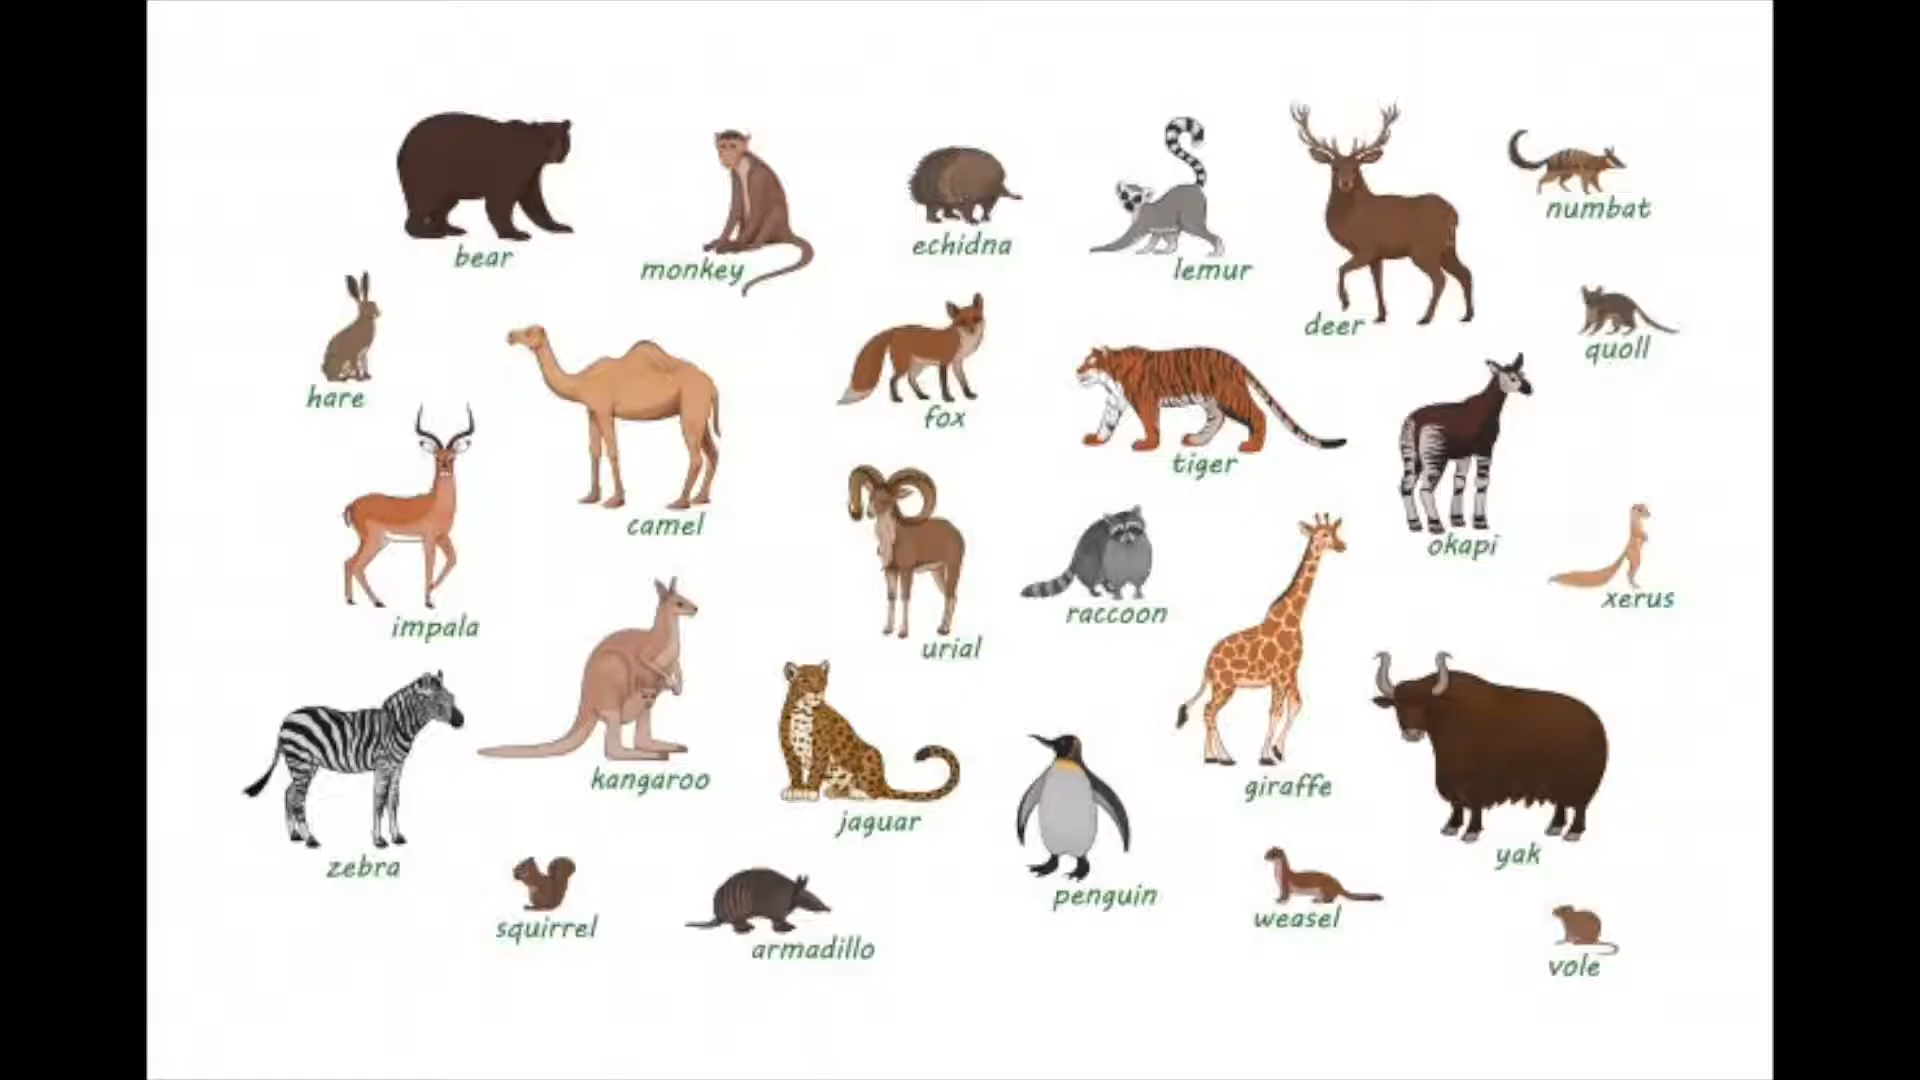 bear
monkey
echidna
lemur
deer
numbat
hare
camel
fox
tiger
quoll
okapi
impala
urial
raccoon
xerus
kangaroo
jaguar
giraffe
zebra
penguin
yak
squirrel
armadillo
weasel
vole